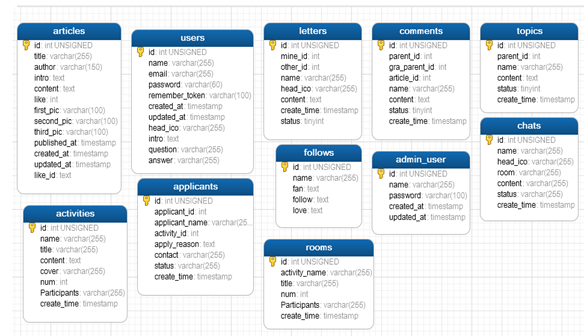 articles
id: int UNSIGNED
title: varchar(255)
author: varchar(150)
intro: text
content: text
like: int
first_pic: varchar(100)
second_pic: varchar(100)
third_pic: varchar(100)
published_at: timestamp
created_at: timestamp
updated_at: timestamp
like_id: text
users
id: int UNSIGNED
name: varchar(255)
email: varchar(255)
password: varchar(60)
remember_token: varchar(100)
created_at: timestamp
updated_at: timestamp
head_ico: varchar(255)
intro: text
question: varchar(255)
answer: varchar(255)
letters
id: int UNSIGNED
mine_id: int
other_id: int
name: varchar(255)
head_ico: varchar(255)
content: text
create_time: timestamp
status: tinyint
comments
id: int UNSIGNED
parent_id: int
gra_parent_id: int
article_id: int
name: varchar(255)
content: text
status: tinyint
create_time: timestamp
topics
id: int UNSIGNED
parent_id: int
name: varchar(255)
content: text
status: tinyint
create_time: timestamp
chats
id: int UNSIGNED
name: varchar(255)
head_ico: varchar(255)
room: varchar(255)
content: varchar(255)
status: varchar(255)
create_time: timestamp
follows
id: int UNSIGNED
name: varchar(255)
fan: text
follow: text
love: text
admin_user
id: int UNSIGNED
name: varchar(255)
password: varchar(100)
created_at: timestamp
updated_at: timestamp
applicants
id: int UNSIGNED
applicant_id: int
applicant_name: varchar(25...
activity_id: int
apply_reason: text
contact: varchar(255)
status: varchar(255)
create_time: timestamp
activities
id: int UNSIGNED
name: varchar(255)
title: varchar(255)
content: text
cover: varchar(255)
num: int
Participants: varchar(255)
create_time: timestamp
rooms
id: int UNSIGNED
activity_name: varchar(255)
title: varchar(255)
num: int
Participants: varchar(255)
create_time: timestamp